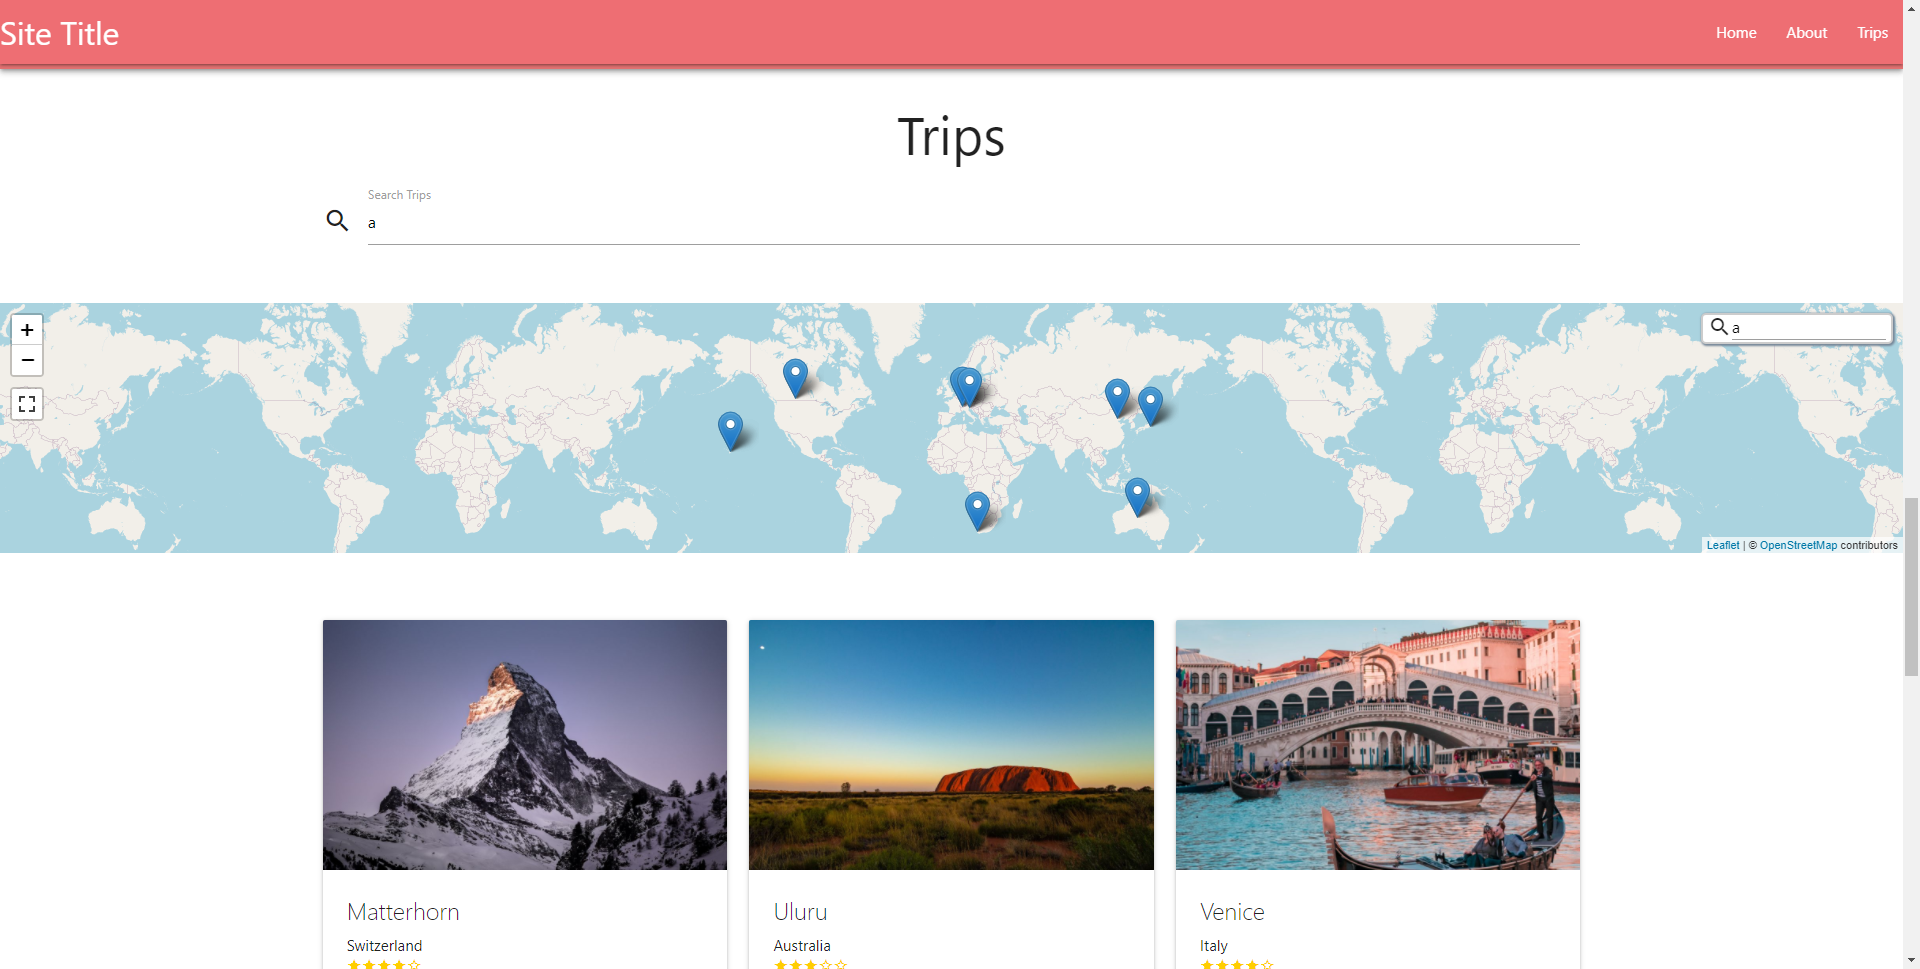 Site Title
Home About Trips
Trips
Search Trips
a
+
a
−
Leaflet | © OpenStreetMap contributors
Matterhorn
Switzerland
Uluru
Australia
Venice
Italy